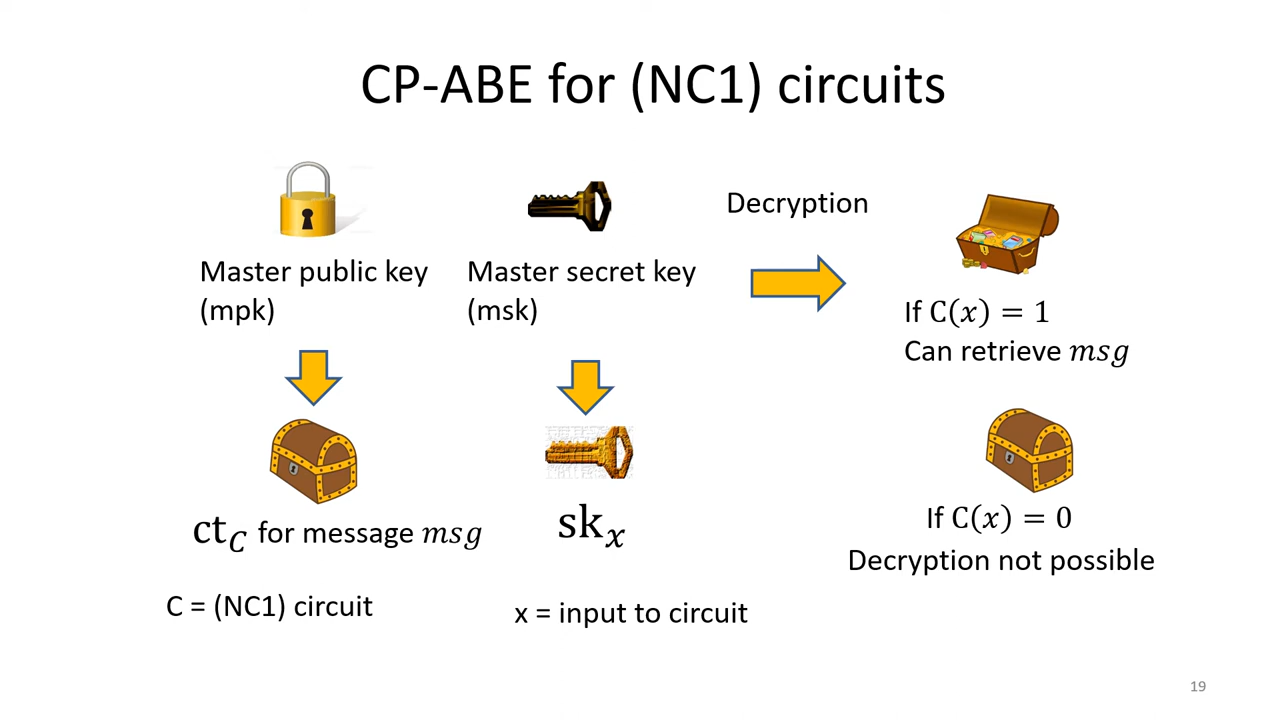 CP-ABE for (NC1) circuits
Master public key
(mpk)
Master secret key
(msk)
Decryption
If C(x) = 1
Can retrieve msg
ct_C for message msg
sk_x
If C(x) = 0
Decryption not possible
C = (NC1) circuit
x = input to circuit
19